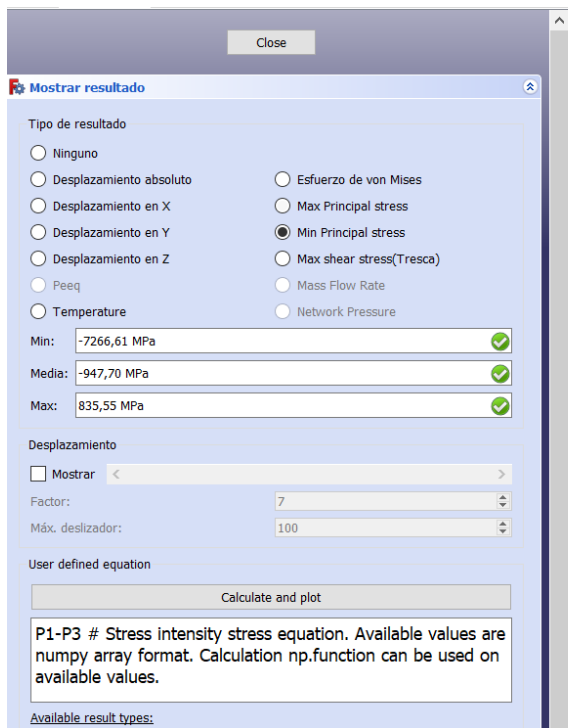 Close
Mostrar resultado
Tipo de resultado
Ninguno
Desplazamiento absoluto
Esfuerzo de von Mises
Desplazamiento en X
Max Principal stress
Desplazamiento en Y
Min Principal stress
Desplazamiento en Z
Max shear stress(Tresca)
Peeq
Mass Flow Rate
Temperature
Network Pressure
Min: -7266,61 MPa
Media: -947,70 MPa
Max: 835,55 MPa
Desplazamiento
Mostrar
Factor: 7
Máx. deslizador: 100
User defined equation
Calculate and plot
P1-P3 # Stress intensity stress equation. Available values are
numpy array format. Calculation np.function can be used on
available values.
Available result types: